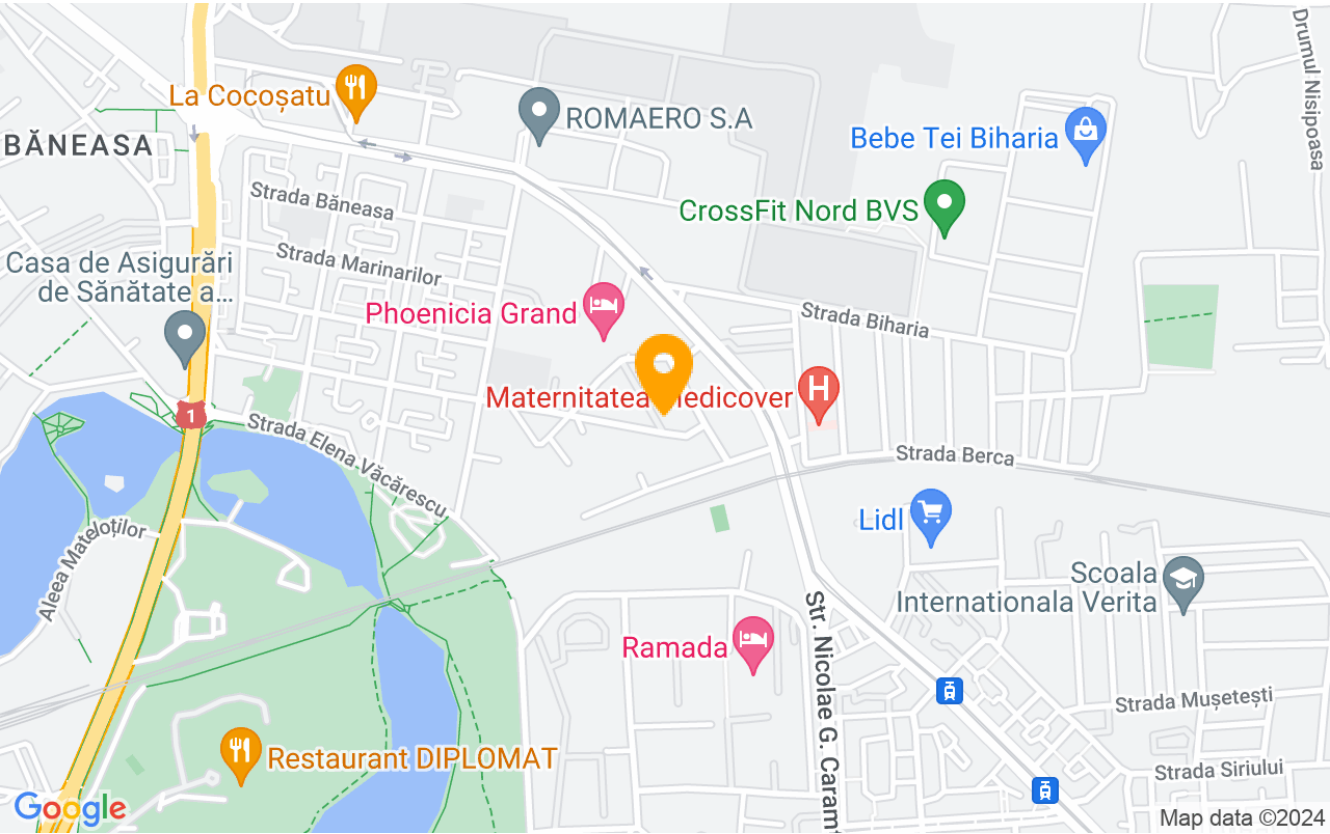 Drumul Nisipoasa
La Cocoșatu
ROMAERO S.A
BĂNEASA
Bebe Tei Biharia
Strada Băneasa
CrossFit Nord BVS
Strada Marinarilor
Casa de Asigurări
de Sănătate a...
Phoenicia Grand
Strada Biharia
Maternitatea Medicover
H
1
Strada Elena Văcărescu
Strada Berca
Lidl
Aleea Mateloților
Scoala
Internationala Verita
Str. Nicolae G. Caram
Ramada
Strada Musetești
Restaurant DIPLOMAT
Strada Siriului
Google
Map data ©2024